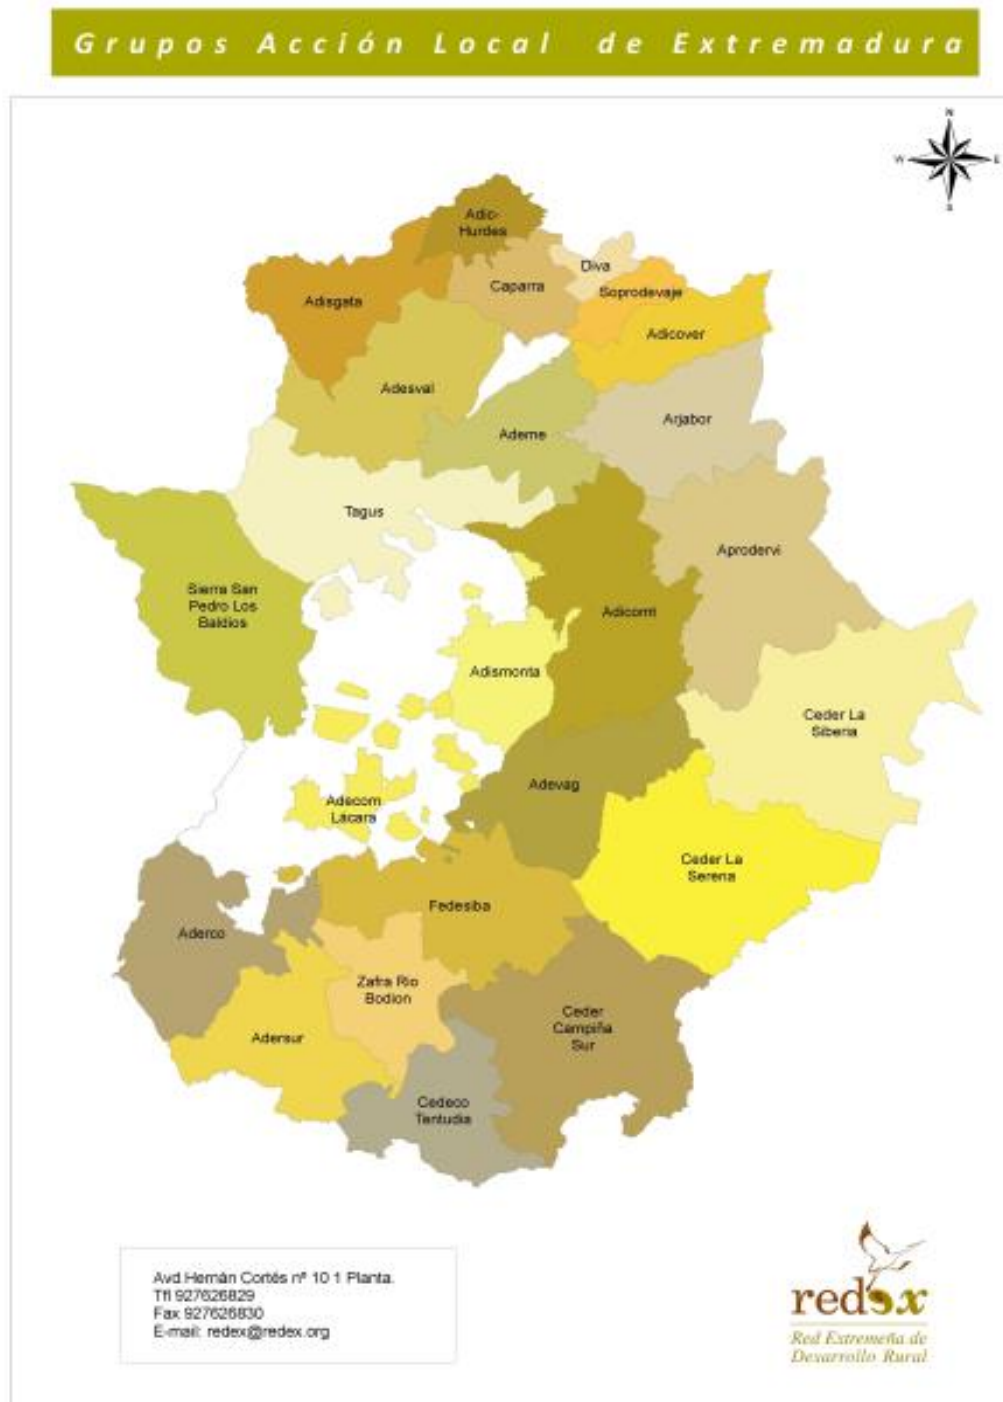 Grupos Acción Local de Extremadura
N
W
E
S
Adic-
Hurdes
Diva
Caparra
Soprodevaje
Adisgata
Adicover
Adesval
Arjabor
Ademe
Tagus
Aprodervi
Sierra San
Pedro Los
Baldios
Adicomt
Adismonta
Ceder La
Siberia
Adevag
Adecom
Lácara
Ceder La
Serena
Fedesiba
Aderco
Zafra Rio
Bodion
Ceder
Campiña
Sur
Adersur
Cedeco
Tentudia
Avd.Hernán Cortés nº 10 1 Planta.
Tfl 927626829
Fax 927626830
E-mail: redex@redex.org
redex
Red Extremeña de
Desarrollo Rural